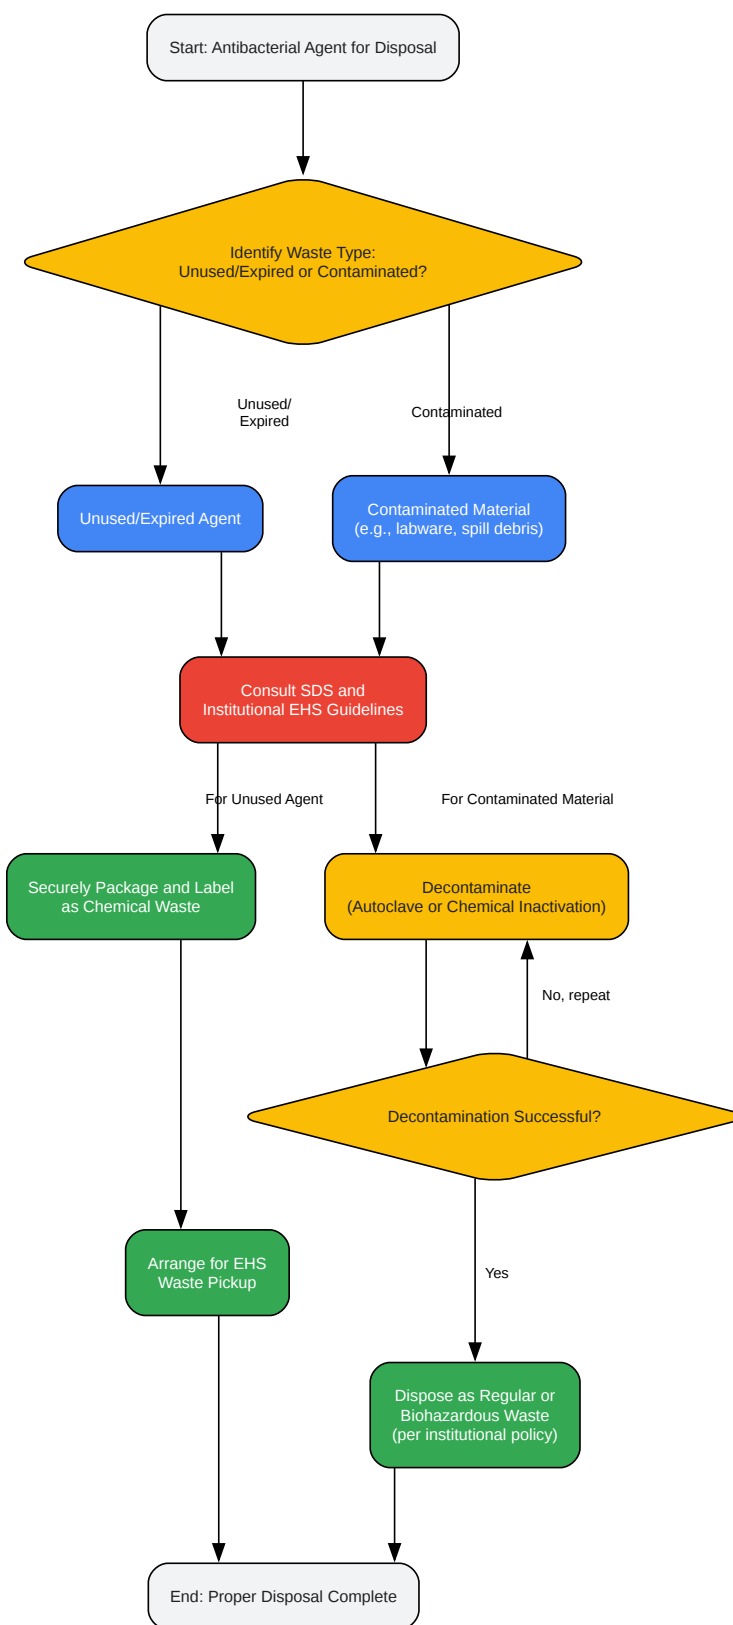 Start: Antibacterial Agent for Disposal
Identify Waste Type:
Unused/Expired or Contaminated?
Unused/
Expired
Contaminated
Unused/Expired Agent
Contaminated Material
(e.g., labware, spill debris)
Consult SDS and
Institutional EHS Guidelines
For Unused Agent
For Contaminated Material
Securely Package and Label
as Chemical Waste
Decontaminate
(Autoclave or Chemical Inactivation)
No, repeat
Decontamination Successful?
Arrange for EHS
Waste Pickup
Yes
Dispose as Regular or
Biohazardous Waste
(per institutional policy)
End: Proper Disposal Complete